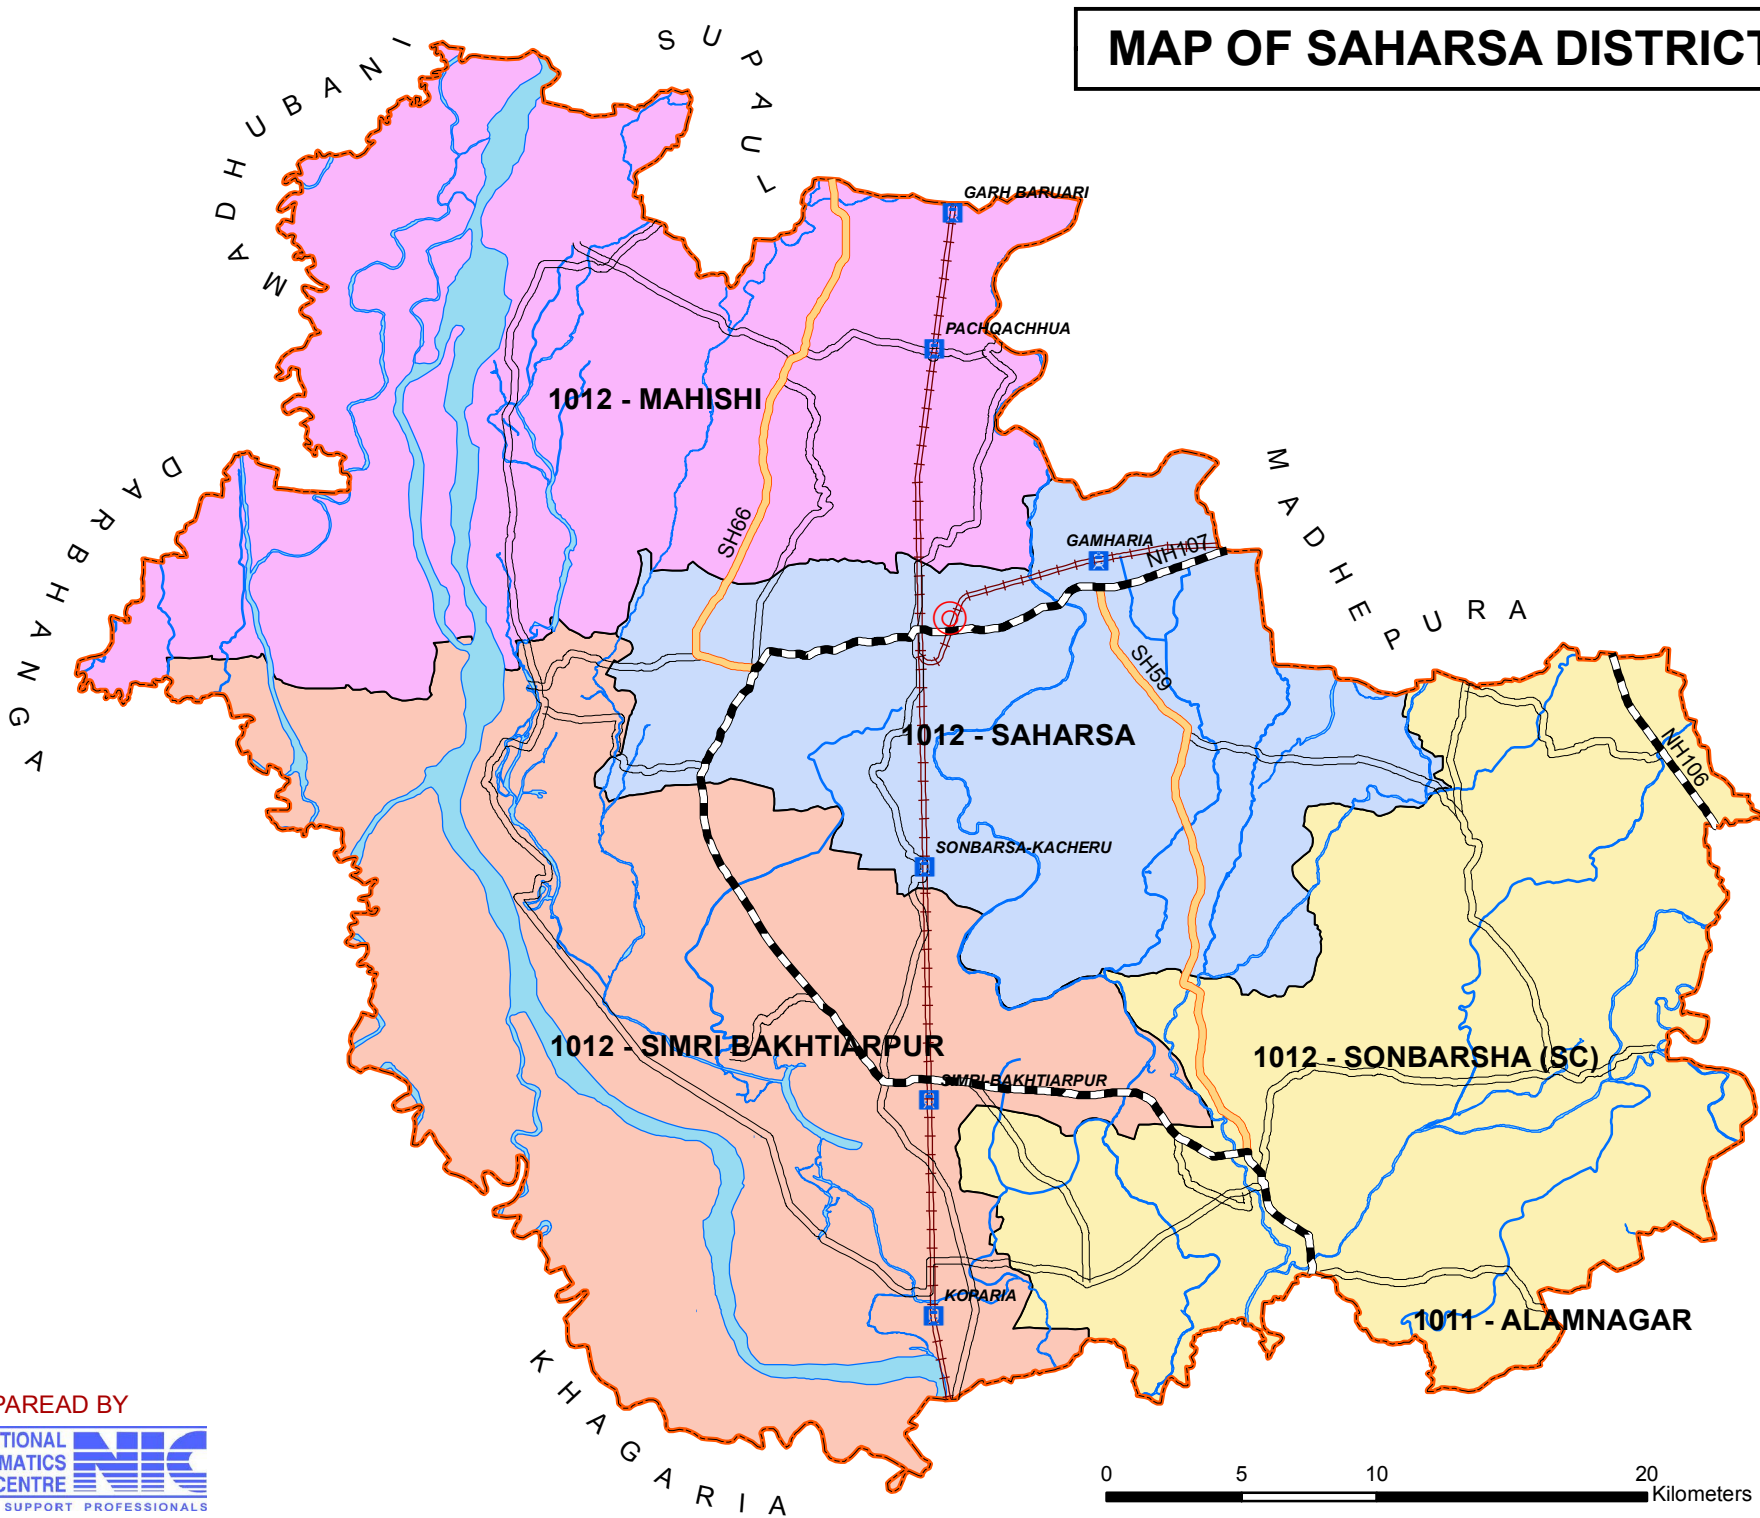 MAP OF SAHARSA DISTRICT
SUPAUL
MADHUBANI
GARH BARUARI
PACHQACHHUA
1012 - MAHISHI
DARBHANGA
MADHEPURA
SH66
GAMHARIA
NH107
SH59
1012 - SAHARSA
NH106
SONBARSA-KACHERU
1012 - SIMRI BAKHTIARPUR
1012 - SONBARSHA (SC)
SIMRI-BAKHTIARPUR
KOPARIA
1011 - ALAMNAGAR
KHAGARIA
PAREAD BY
TIONAL
MATICS
CENTRE
NIC
SUPPORT PROFESSIONALS
0 5 10 20
Kilometers